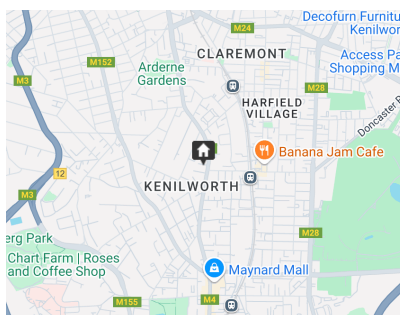 Decofurn Furnitu
Kenilwor
M24
CLAREMONT
Access Pa
Shopping M
M152
Arderne
Gardens
M3
M28
HARFIELD
VILLAGE
Doncaster R
Banana Jam Cafe
12
KENILWORTH
M3
M28
erg Park
Chart Farm | Roses
and Coffee Shop
Maynard Mall
M155
M4